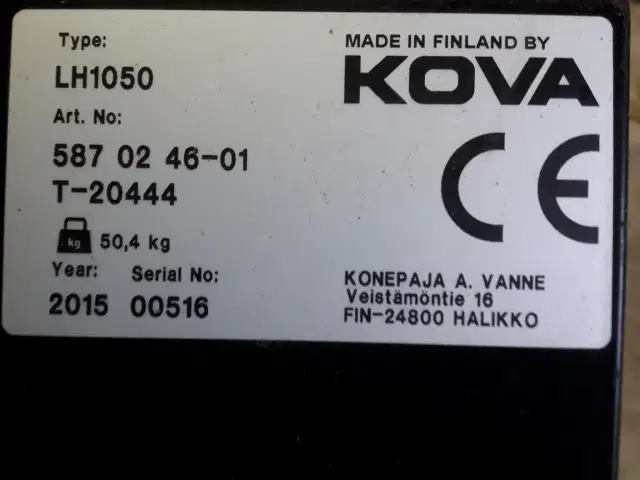 Type:
LH1050
Art. No:
587 02 46-01
T-20444
kg 50,4 kg
Year: Serial No:
2015 00516
MADE IN FINLAND BY
KOVA
CE
KONEPAJA A. VANNE
Veistämöntie 16
FIN-24800 HALIKKO